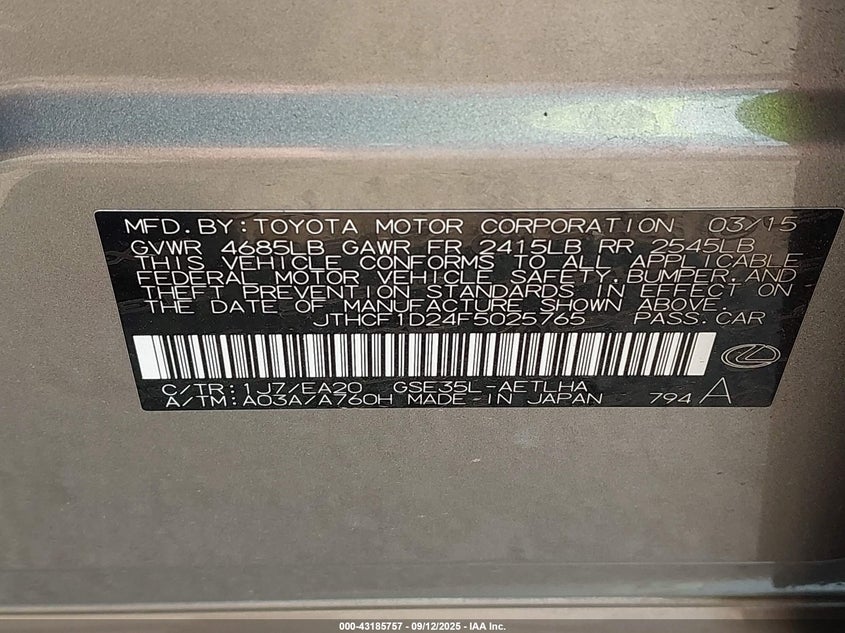 MFD. BY: TOYOTA MOTOR CORPORATION 03/15
GVWR 4685LB GAWR FR 2415LB RR 2545LB
THIS VEHICLE CONFORMS TO ALL APPLICABLE
FEDERAL MOTOR VEHICLE SAFETY, BUMPER, AND
THEFT PREVENTION STANDARDS IN EFFECT ON
THE DATE OF MANUFACTURE SHOWN ABOVE.
JTHCF1D24F5025765 PASS. CAR
C/TR: 1J7/EA20 GSE35L-AETLHA
A/TM: A03A/A760H MADE-IN JAPAN 794 A
000-43185757 - 09/12/2025 - IAA Inc.